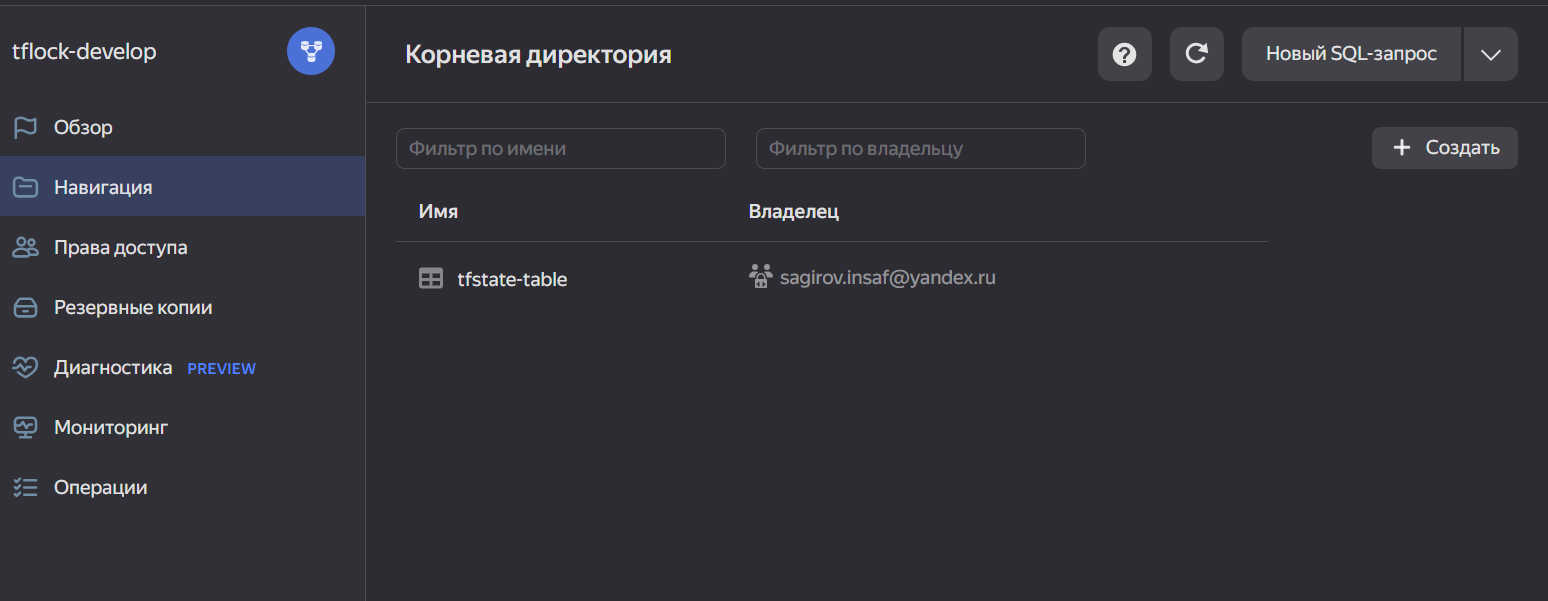 tflock-develop
Обзор
Навигация
Права доступа
Резервные копии
Диагностика PREVIEW
Мониторинг
Операции
Корневая директория
Новый SQL-запрос
Фильтр по имени
Фильтр по владельцу
Создать
Имя
Владелец
tfstate-table
sagirov.insaf@yandex.ru